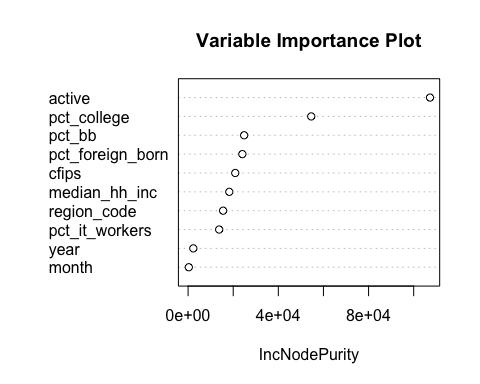 Variable Importance Plot
active
pct_college
pct_bb
pct_foreign_born
cfips
median_hh_inc
region_code
pct_it_workers
year
month
0e+00 4e+04 8e+04
IncNodePurity